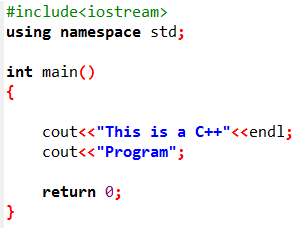 #include<iostream>
using namespace std;
int main()
{
cout<<"This is a C++"<<endl;
cout<<"Program";
return 0;
}